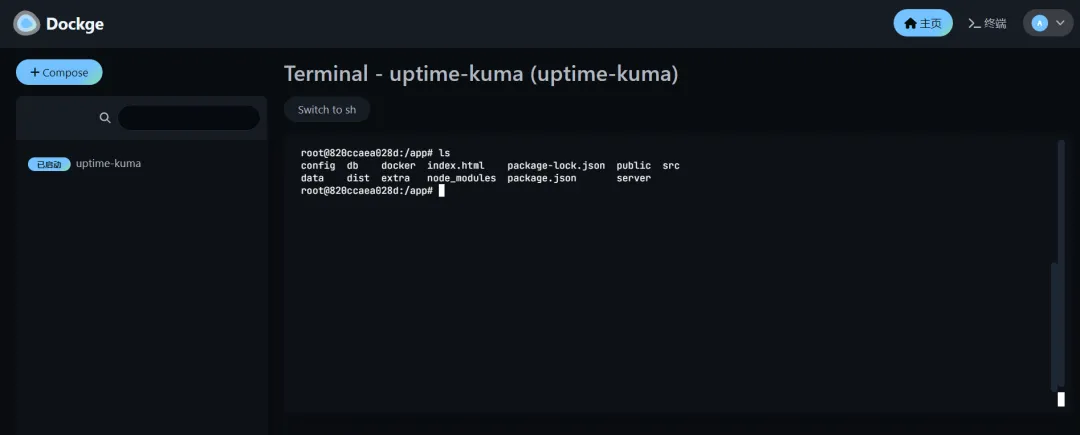 Dockge
主页
终端
A
Compose
Terminal - uptime-kuma (uptime-kuma)
Switch to sh
已启动 uptime-kuma
root@820ccaea028d:/app# ls
config  db    docker  index.html    package-lock.json  public  src
data    dist  extra   node_modules  package.json       server
root@820ccaea028d:/app#